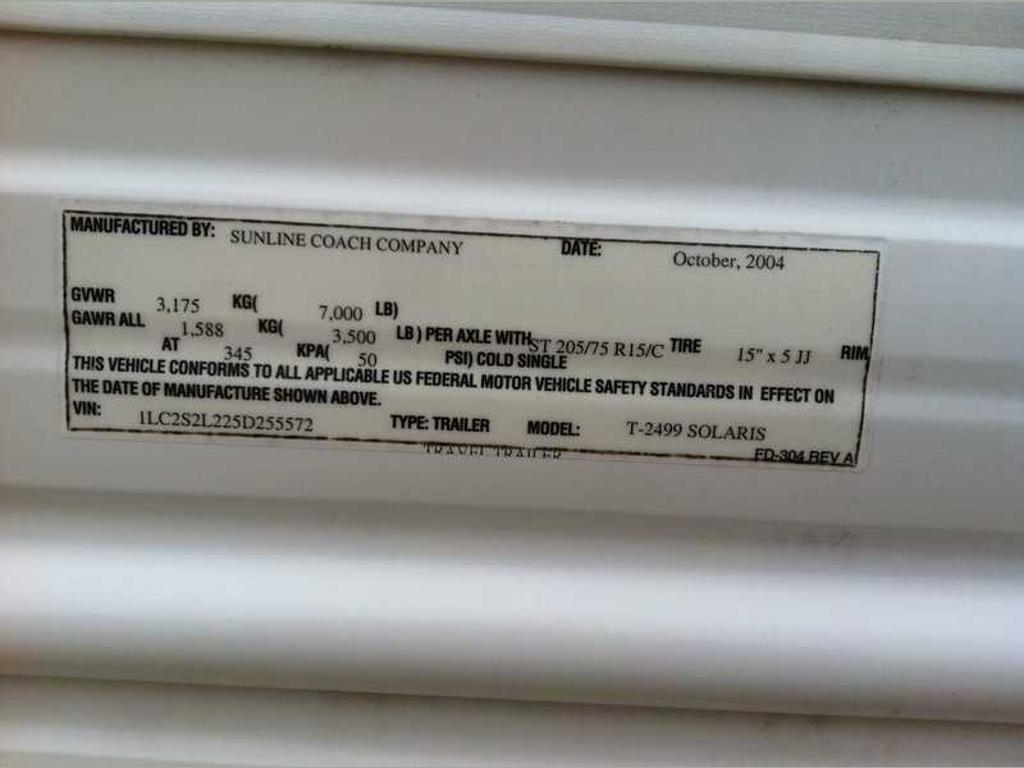 MANUFACTURED BY: SUNLINE COACH COMPANY DATE: October, 2004
GVWR 3,175 KG( 7,000 LB)
GAWR ALL 1,588 KG( 3,500 LB) PER AXLE WITH ST 205/75 R15/C TIRE 15" x 5 JJ RIM
AT 345 KPA( 50 PSI) COLD SINGLE
THIS VEHICLE CONFORMS TO ALL APPLICABLE US FEDERAL MOTOR VEHICLE SAFETY STANDARDS IN EFFECT ON
THE DATE OF MANUFACTURE SHOWN ABOVE.
VIN: 1LC2S2L225D255572 TYPE: TRAILER MODEL: T-2499 SOLARIS
TRAVEL TRAILER FD-304 REV A